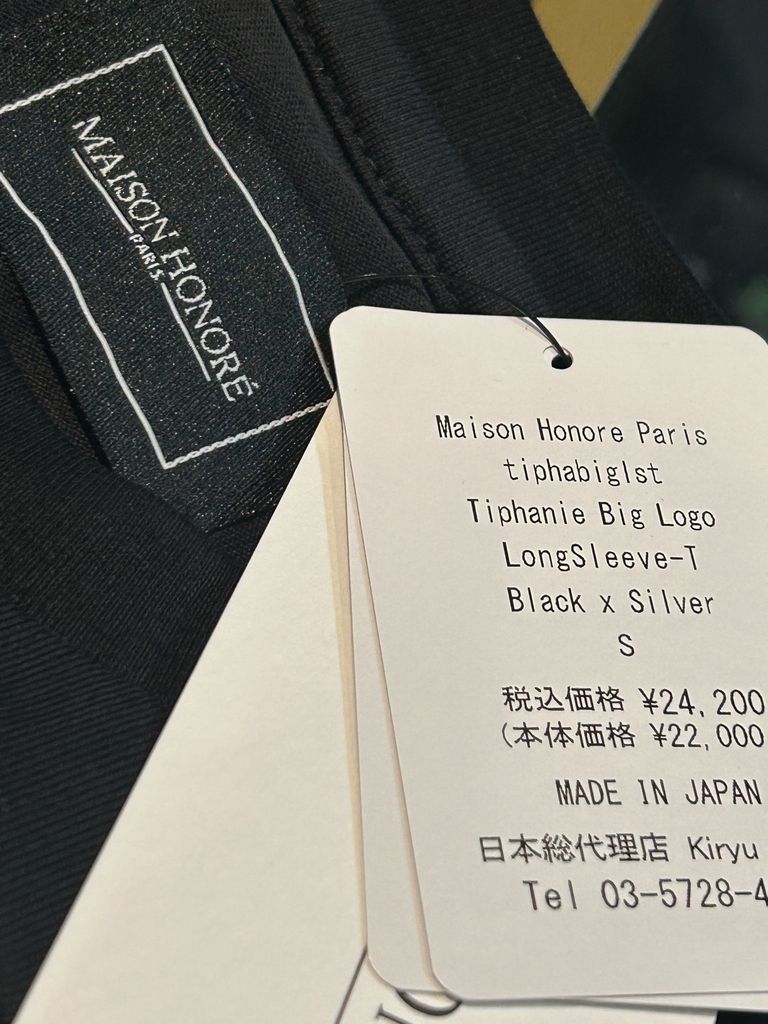 MAISON HONORÉ
PARIS
Maison Honore Paris
tiphabiglst
Tiphanie Big Logo
LongSleeve-T
Black x Silver
S
税込価格 ¥24,200
(本体価格 ¥22,000
MADE IN JAPAN
日本総代理店 Kiryu
Tel 03-5728-4